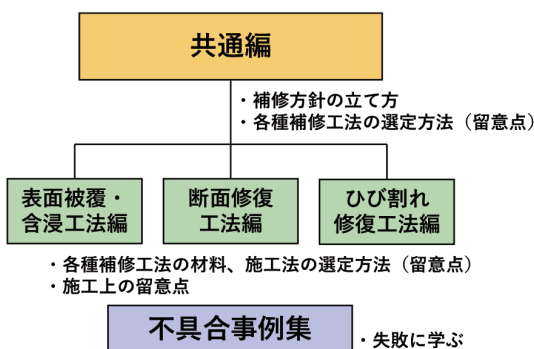 共通編
・補修方針の立て方
・各種補修工法の選定方法（留意点）
表面被覆・
含浸工法編
断面修復
工法編
ひび割れ
修復工法編
・各種補修工法の材料、施工法の選定方法（留意点）
・施工上の留意点
不具合事例集
・失敗に学ぶ